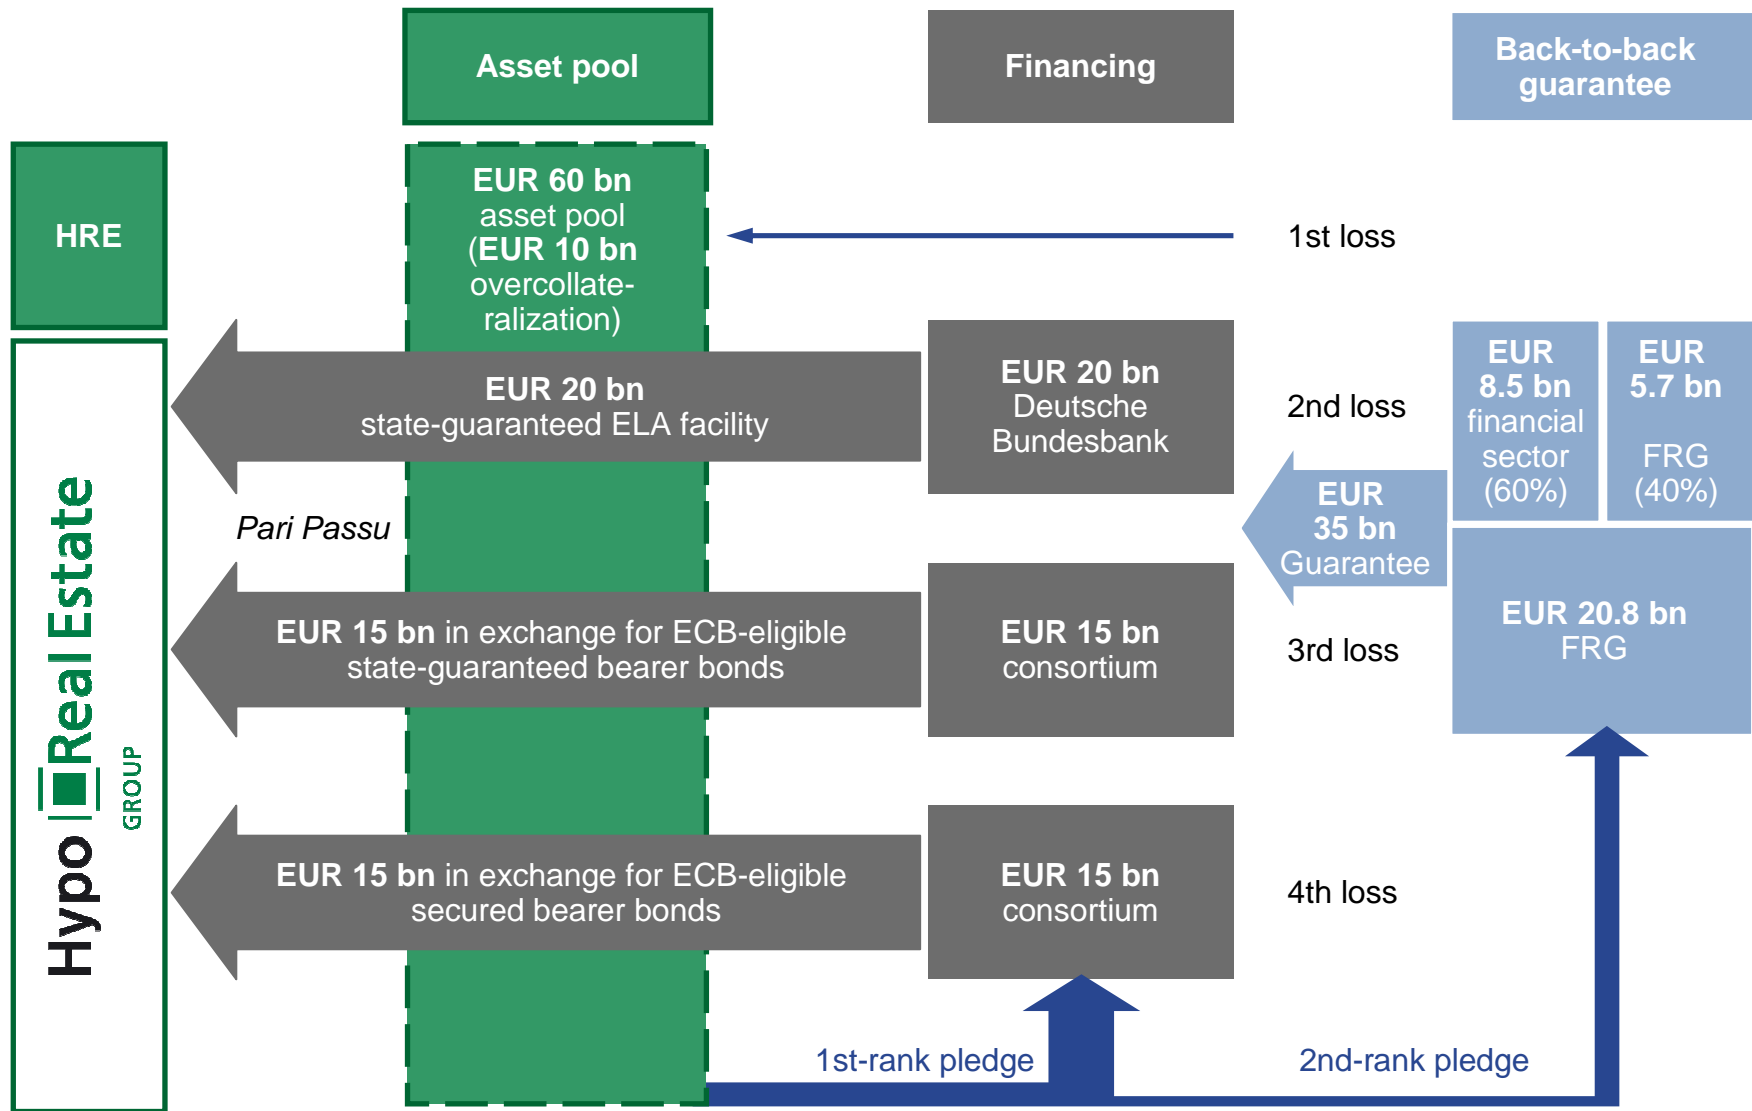 Asset pool
Financing
Back-to-back
guarantee
HRE
EUR 60 bn
asset pool
(EUR 10 bn
overcollate-
ralization)
1st loss
EUR 20 bn
state-guaranteed ELA facility
EUR 20 bn
Deutsche
Bundesbank
2nd loss
EUR
8.5 bn
financial
sector
(60%)
EUR
5.7 bn
FRG
(40%)
Pari Passu
EUR
35 bn
Guarantee
EUR 15 bn in exchange for ECB-eligible
state-guaranteed bearer bonds
EUR 15 bn
consortium
3rd loss
EUR 20.8 bn
FRG
Hypo Real Estate
GROUP
EUR 15 bn in exchange for ECB-eligible
secured bearer bonds
EUR 15 bn
consortium
4th loss
1st-rank pledge
2nd-rank pledge